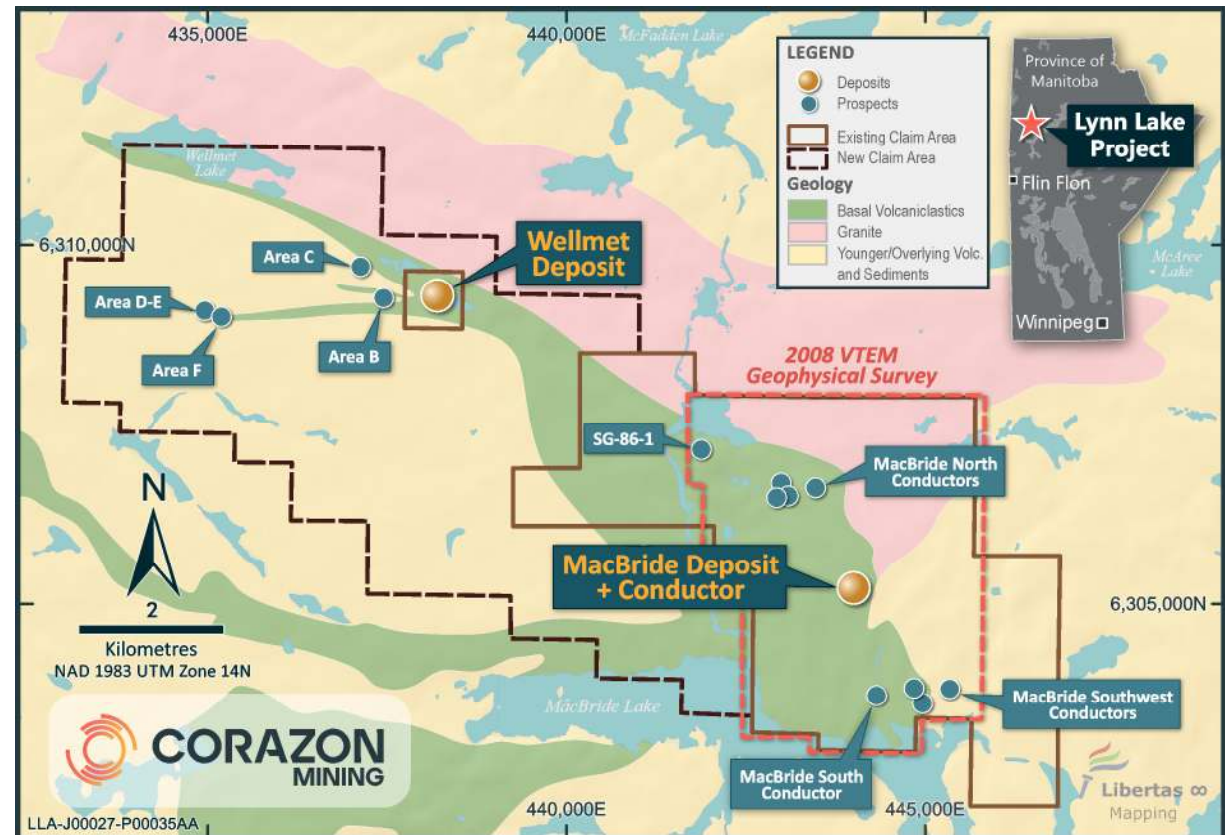 435,000E
440,000E
McFadden Lake
LEGEND
Deposits
Prospects
Existing Claim Area
New Claim Area
Geology
Basal Volcaniclastics
Granite
Younger/Overlying Volc.
and Sediments
Province of
Manitoba
Lynn Lake
Project
Flin Flon
Winnipeg
McAree
Lake
Wellmet
Lake
6,310,000N
Area C
Wellmet
Deposit
Area D-E
Area F
Area B
2008 VTEM
Geophysical Survey
SG-86-1
MacBride North
Conductors
MacBride Deposit
+ Conductor
N
2
Kilometres
NAD 1983 UTM Zone 14N
6,305,000N
MacBride Lake
MacBride Southwest
Conductors
MacBride South
Conductor
CORAZON
MINING
Libertas ∞
Mapping
LLA-J00027-P00035AA
440,000E
445,000E